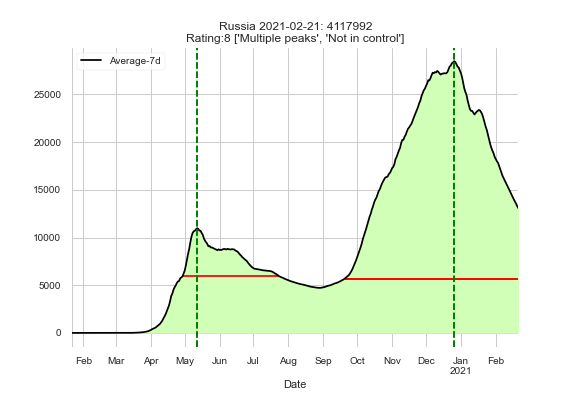 Russia 2021-02-21: 4117992
Rating:8 ['Multiple peaks', 'Not in control']
Average-7d
25000
20000
15000
10000
5000
0
Feb Mar Apr May Jun Jul Aug Sep Oct Nov Dec Jan Feb
2021
Date